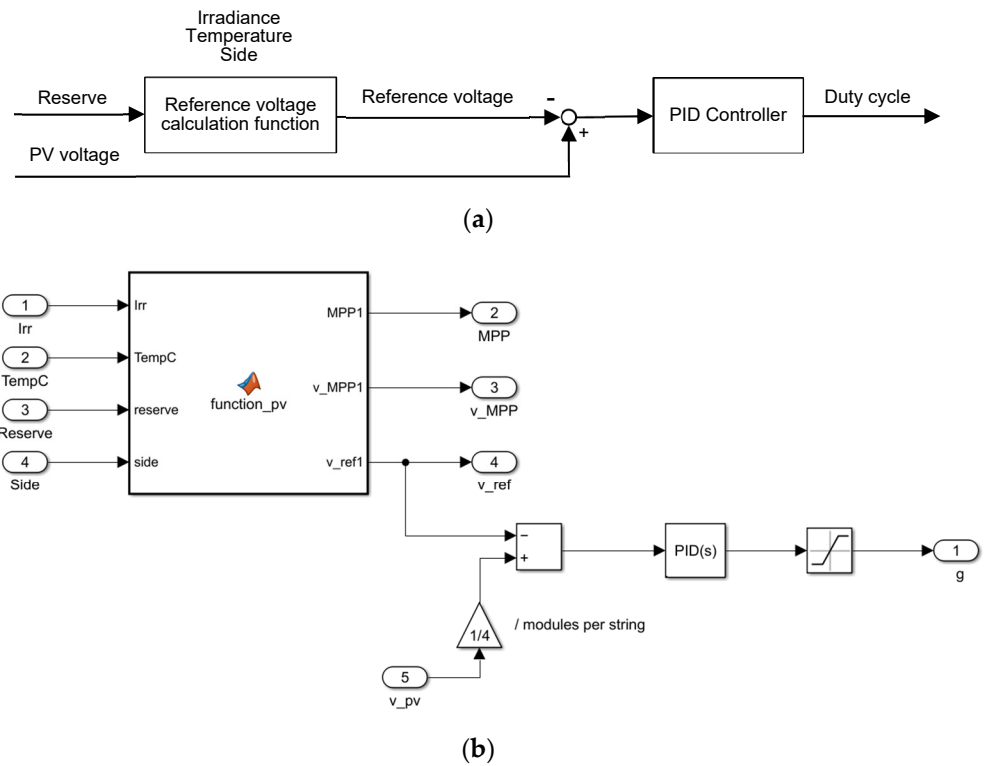 Irradiance
Temperature
Side
Reserve
Reference voltage
calculation function
Reference voltage
-
+
PID Controller
Duty cycle
PV voltage
(a)
1
Irr
2
TempC
3
Reserve
4
Side
Irr
TempC
reserve
side
function_pv
MPP1
v_MPP1
v_ref1
2
MPP
3
v_MPP
4
v_ref
−
+
PID(s)
1
g
1/4
/ modules per string
5
v_pv
(b)